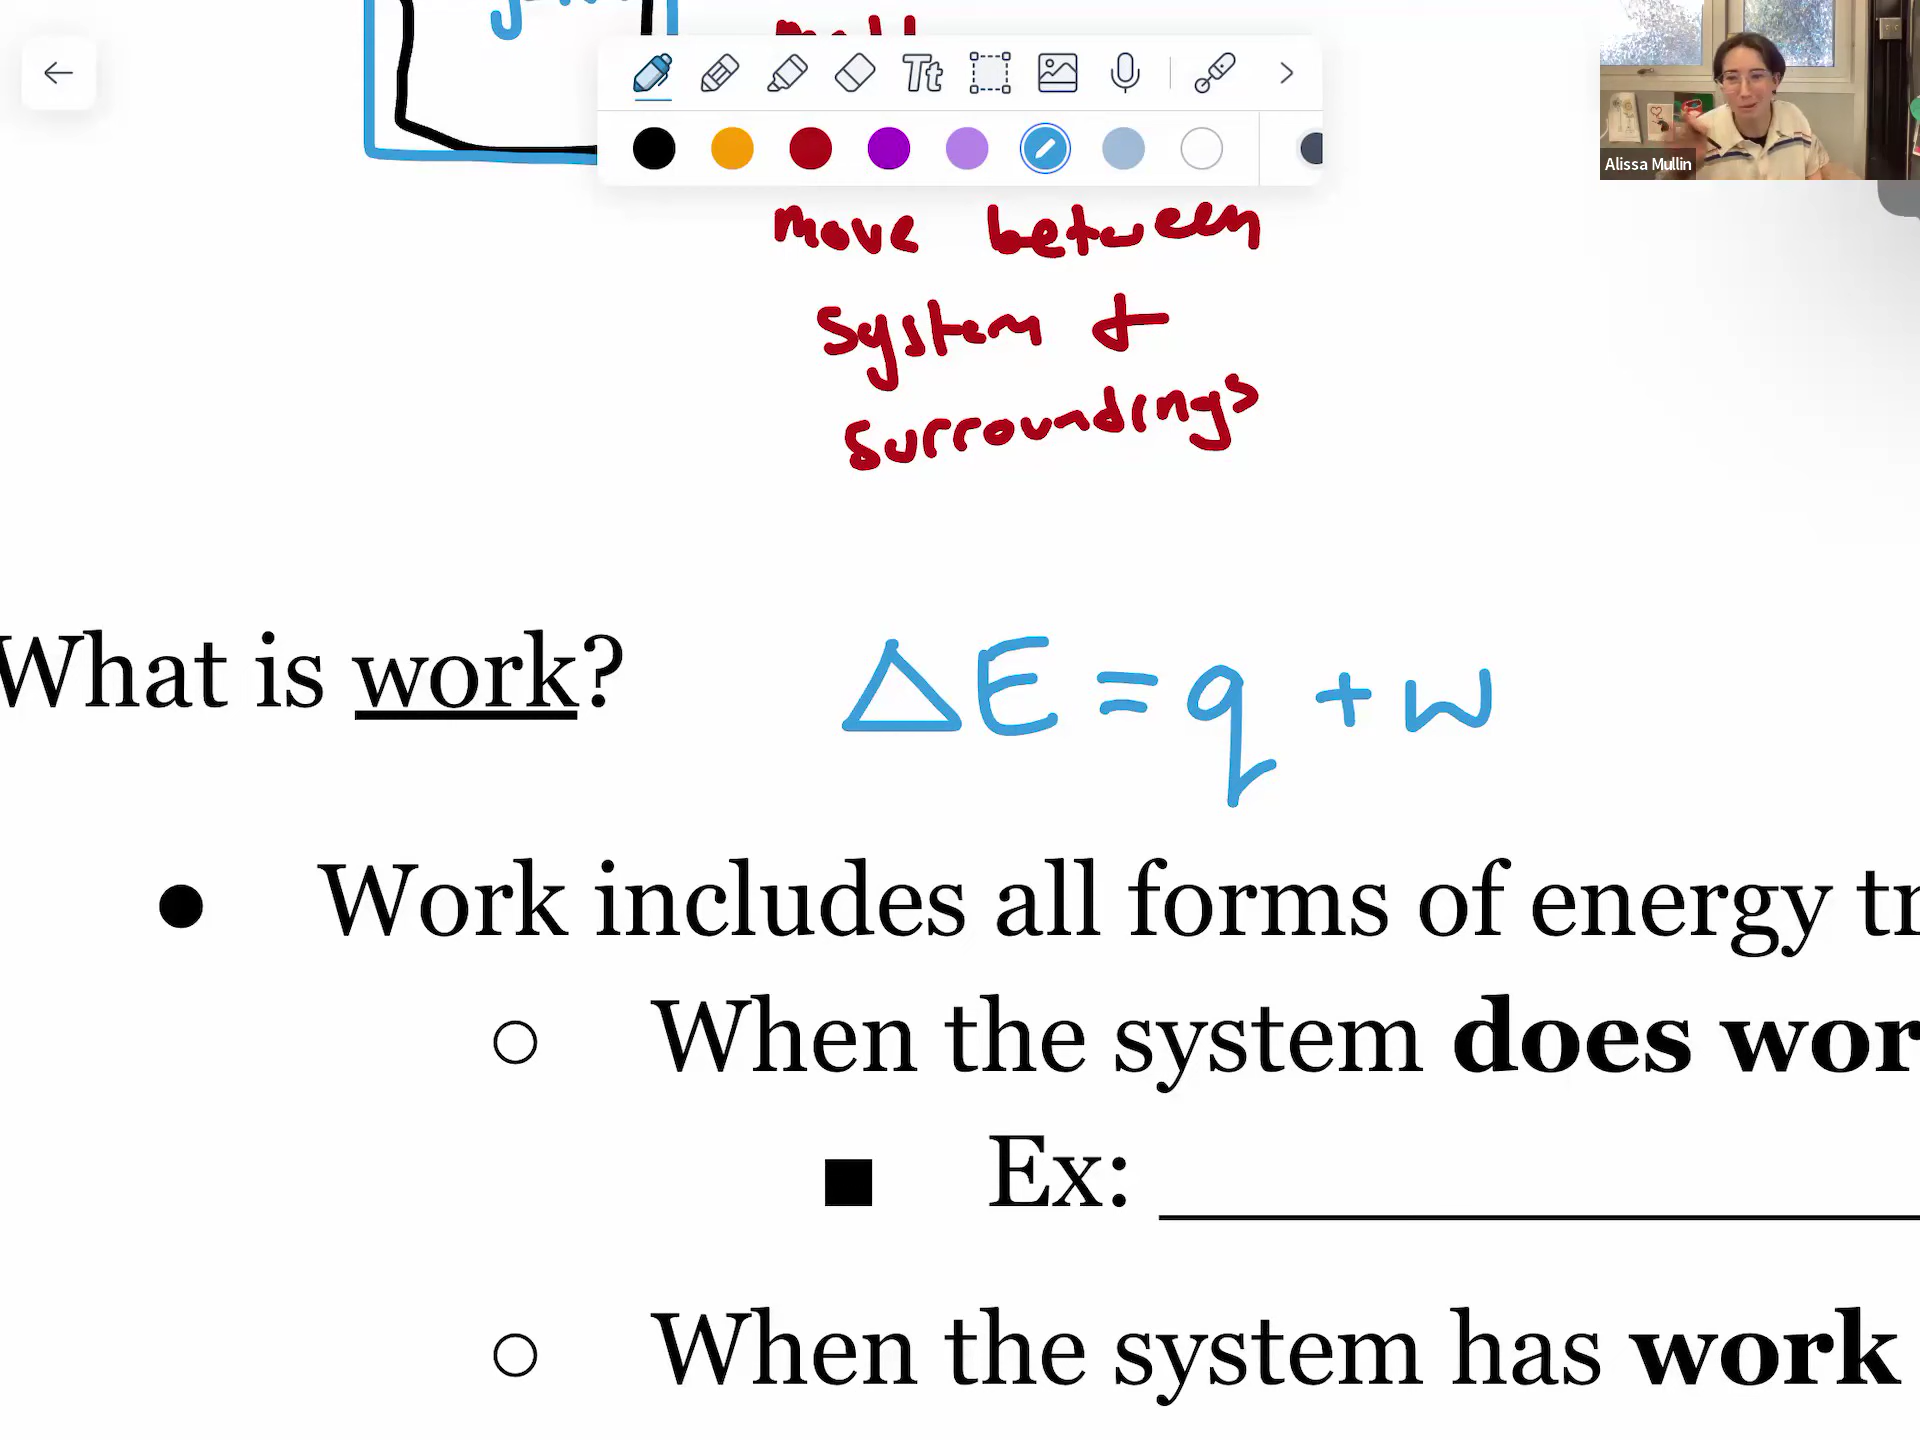 Tt
Alissa Mullin
move between
system +
surroundings
What is work?
ΔE = q + w
Work includes all forms of energy tr
When the system does wor
Ex:
When the system has work